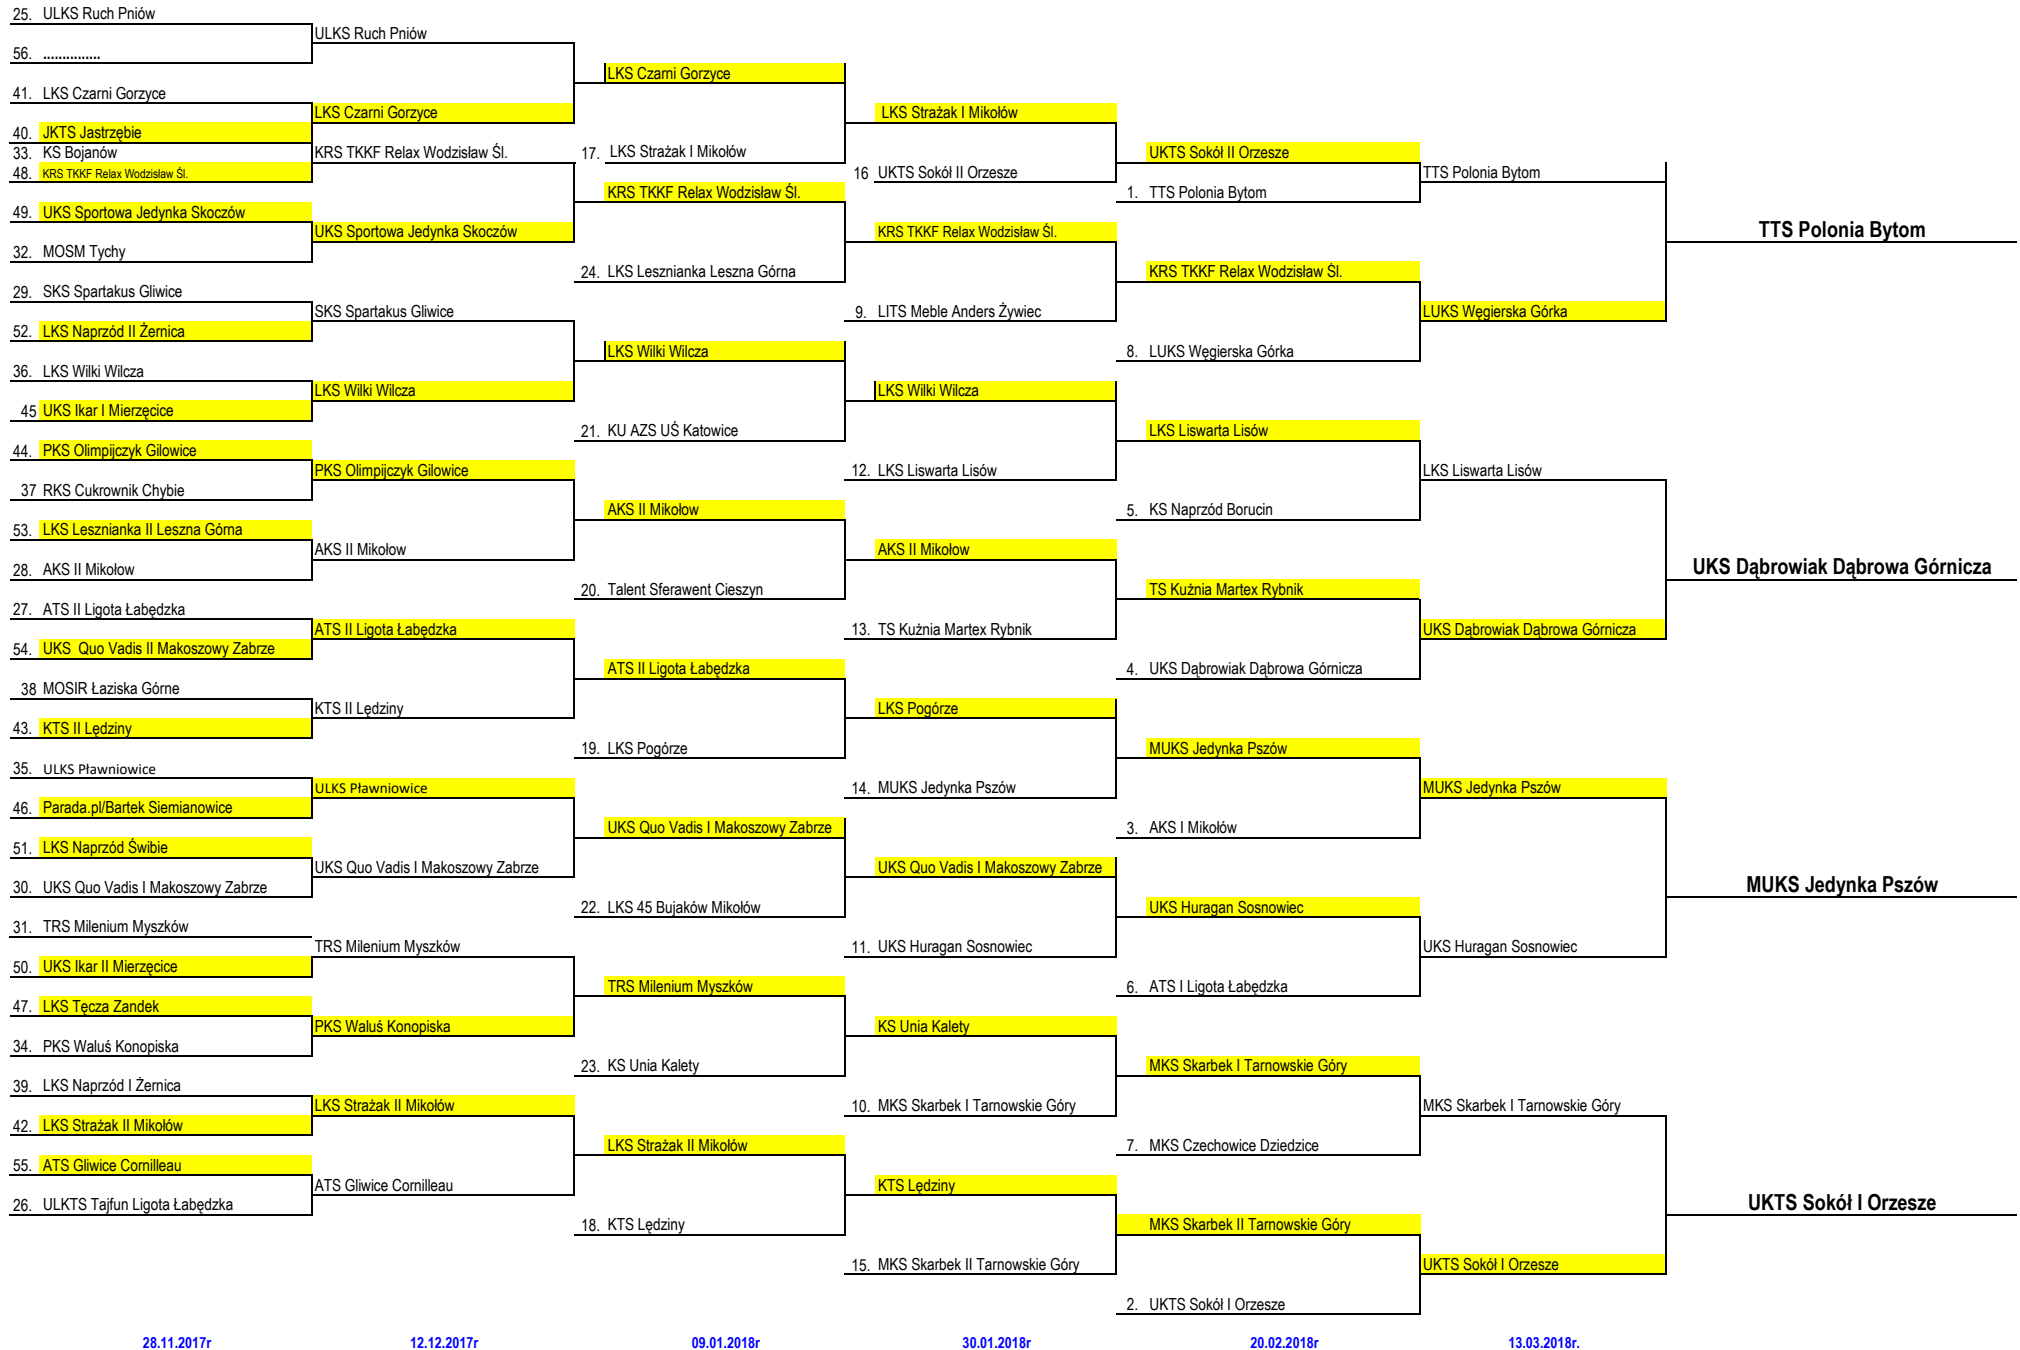 25. ULKS Ruch Pniów
56. ...............
41. LKS Czarni Gorzyce
40. JKTS Jastrzębie
33. KS Bojanów
48. KRS TKKF Relax Wodzisław Śl.
49. UKS Sportowa Jedynka Skoczów
32. MOSM Tychy
29. SKS Spartakus Gliwice
52. LKS Naprzód II Żernica
36. LKS Wilki Wilcza
45 UKS Ikar I Mierzęcice
44. PKS Olimpijczyk Gilowice
37 RKS Cukrownik Chybie
53. LKS Lesznianka II Leszna Górna
28. AKS II Mikołow
27. ATS II Ligota Łabędzka
54. UKS Quo Vadis II Makoszowy Zabrze
38 MOSIR Łaziska Górne
43. KTS II Lędziny
35. ULKS Pławniowice
46. Parada.pl/Bartek Siemianowice
51. LKS Naprzód Świbie
30. UKS Quo Vadis I Makoszowy Zabrze
31. TRS Milenium Myszków
50. UKS Ikar II Mierzęcice
47. LKS Tęcza Zandek
34. PKS Waluś Konopiska
39. LKS Naprzód I Żernica
42. LKS Strażak II Mikołów
55. ATS Gliwice Cornilleau
26. ULKTS Tajfun Ligota Łabędzka
28.11.2017r
ULKS Ruch Pniów
LKS Czarni Gorzyce
KRS TKKF Relax Wodzisław Śl.
UKS Sportowa Jedynka Skoczów
SKS Spartakus Gliwice
LKS Wilki Wilcza
PKS Olimpijczyk Gilowice
AKS II Mikołow
ATS II Ligota Łabędzka
KTS II Lędziny
ULKS Pławniowice
UKS Quo Vadis I Makoszowy Zabrze
TRS Milenium Myszków
PKS Waluś Konopiska
LKS Strażak II Mikołów
ATS Gliwice Cornilleau
12.12.2017r
LKS Czarni Gorzyce
17. LKS Strażak I Mikołów
KRS TKKF Relax Wodzisław Śl.
24. LKS Lesznianka Leszna Górna
LKS Wilki Wilcza
21. KU AZS UŚ Katowice
AKS II Mikołow
20. Talent Sferawent Cieszyn
ATS II Ligota Łabędzka
19. LKS Pogórze
UKS Quo Vadis I Makoszowy Zabrze
22. LKS 45 Bujaków Mikołów
TRS Milenium Myszków
23. KS Unia Kalety
LKS Strażak II Mikołów
18. KTS Lędziny
09.01.2018r
LKS Strażak I Mikołów
16 UKTS Sokół II Orzesze
KRS TKKF Relax Wodzisław Śl.
9. LITS Meble Anders Żywiec
LKS Wilki Wilcza
12. LKS Liswarta Lisów
AKS II Mikołow
13. TS Kużnia Martex Rybnik
LKS Pogórze
14. MUKS Jedynka Pszów
UKS Quo Vadis I Makoszowy Zabrze
11. UKS Huragan Sosnowiec
KS Unia Kalety
10. MKS Skarbek I Tarnowskie Góry
KTS Lędziny
15. MKS Skarbek II Tarnowskie Góry
30.01.2018r
UKTS Sokół II Orzesze
1. TTS Polonia Bytom
KRS TKKF Relax Wodzisław Śl.
8. LUKS Węgierska Górka
LKS Liswarta Lisów
5. KS Naprzód Borucin
TS Kużnia Martex Rybnik
4. UKS Dąbrowiak Dąbrowa Górnicza
MUKS Jedynka Pszów
3. AKS I Mikołów
UKS Huragan Sosnowiec
6. ATS I Ligota Łabędzka
MKS Skarbek I Tarnowskie Góry
7. MKS Czechowice Dziedzice
MKS Skarbek II Tarnowskie Góry
2. UKTS Sokół I Orzesze
20.02.2018r
TTS Polonia Bytom
LUKS Węgierska Górka
LKS Liswarta Lisów
UKS Dąbrowiak Dąbrowa Górnicza
MUKS Jedynka Pszów
UKS Huragan Sosnowiec
MKS Skarbek I Tarnowskie Góry
UKTS Sokół I Orzesze
13.03.2018r.
TTS Polonia Bytom
UKS Dąbrowiak Dąbrowa Górnicza
MUKS Jedynka Pszów
UKTS Sokół I Orzesze